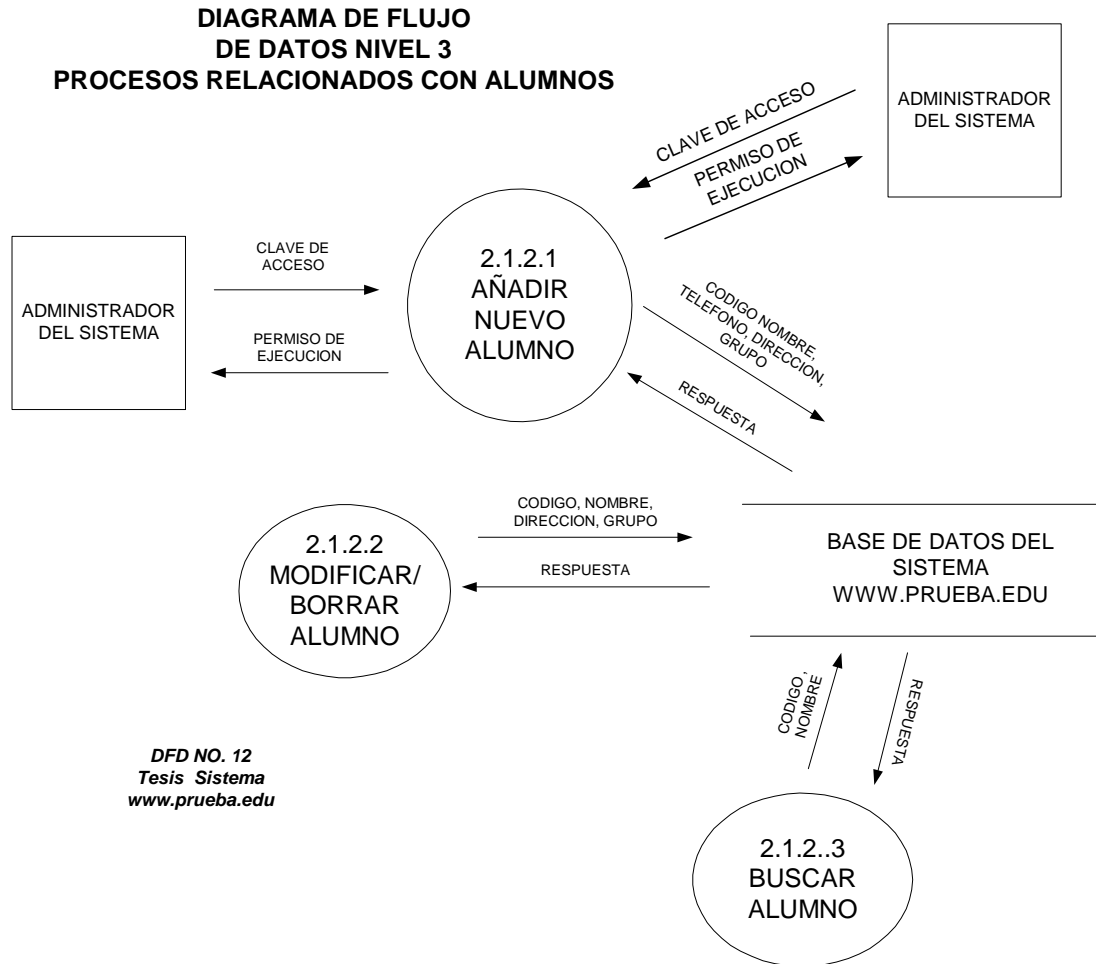 DIAGRAMA DE FLUJO
DE DATOS NIVEL 3
PROCESOS RELACIONADOS CON ALUMNOS
ADMINISTRADOR
DEL SISTEMA
CLAVE DE ACCESO
PERMISO DE
EJECUCION
ADMINISTRADOR
DEL SISTEMA
CLAVE DE
ACCESO
PERMISO DE
EJECUCION
2.1.2.1
AÑADIR
NUEVO
ALUMNO
CODIGO NOMBRE,
TELEFONO, DIRECCION,
GRUPO
RESPUESTA
2.1.2.2
MODIFICAR/
BORRAR
ALUMNO
CODIGO, NOMBRE,
DIRECCION, GRUPO
RESPUESTA
BASE DE DATOS DEL
SISTEMA
WWW.PRUEBA.EDU
CODIGO,
NOMBRE
RESPUESTA
DFD NO. 12
Tesis Sistema
www.prueba.edu
2.1.2..3
BUSCAR
ALUMNO